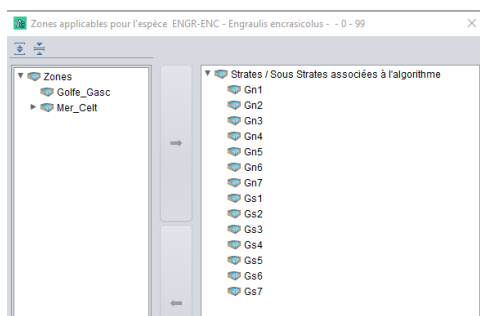 Zones applicables pour l'espèce ENGR-ENC - Engraulis encrasicolus - - 0 - 99
Zones
Golfe_Gasc
Mer_Celt
Strates / Sous Strates associées à l'algorithme
Gn1
Gn2
Gn3
Gn4
Gn5
Gn6
Gn7
Gs1
Gs2
Gs3
Gs4
Gs5
Gs6
Gs7